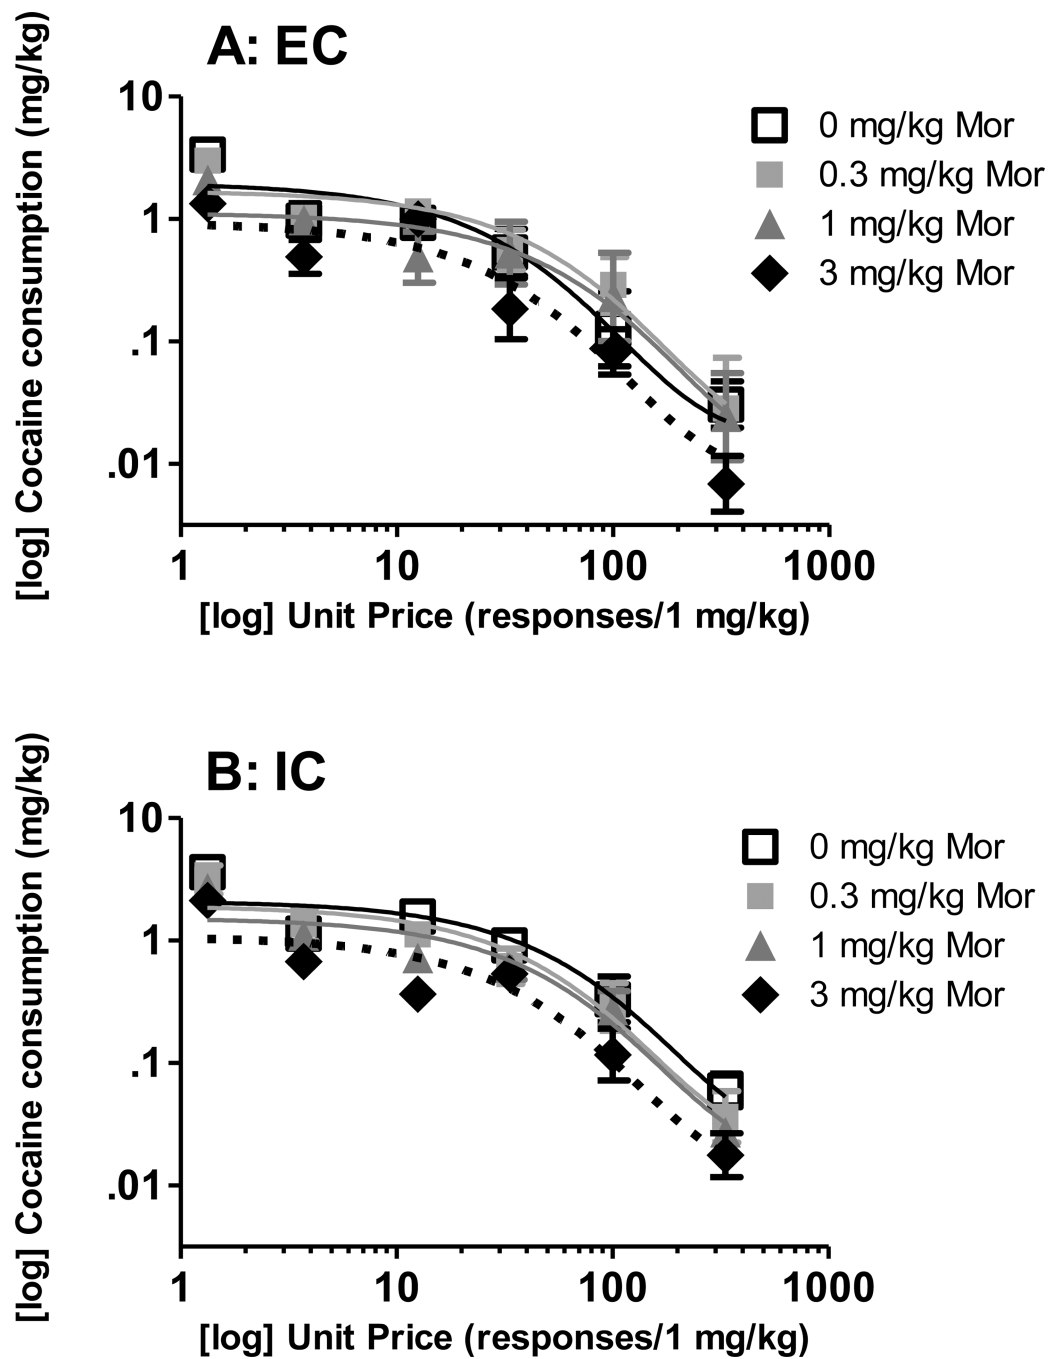 A: EC
[log] Cocaine consumption (mg/kg)
10
1
.1
.01
1 10 100 1000
[log] Unit Price (responses/1 mg/kg)
0 mg/kg Mor
0.3 mg/kg Mor
1 mg/kg Mor
3 mg/kg Mor
B: IC
[log] Cocaine consumption (mg/kg)
10
1
.1
.01
1 10 100 1000
[log] Unit Price (responses/1 mg/kg)
0 mg/kg Mor
0.3 mg/kg Mor
1 mg/kg Mor
3 mg/kg Mor